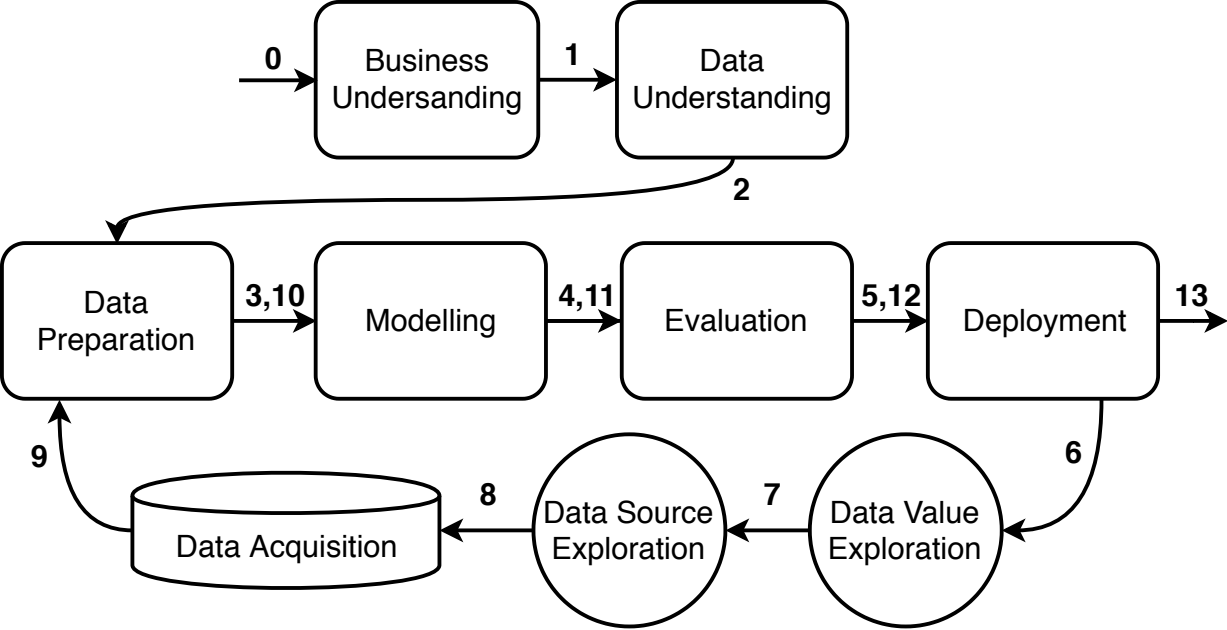 0
Business
Undersanding
1
Data
Understanding
2
Data
Preparation
3,10
Modelling
4,11
Evaluation
5,12
Deployment
13
6
Data Value
Exploration
7
Data Source
Exploration
8
Data Acquisition
9